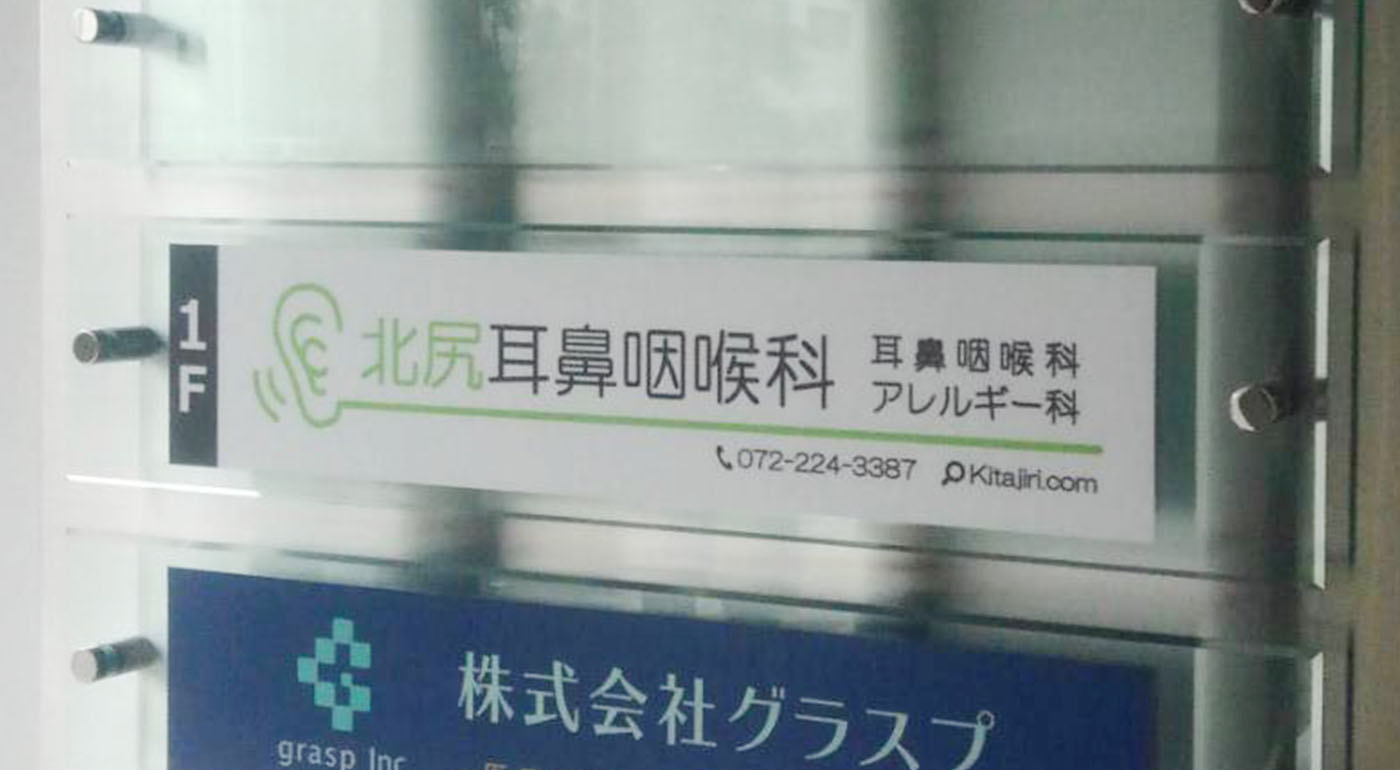 1F
北尻耳鼻咽喉科
耳鼻咽喉科
アレルギー科
072-224-3387 Kitajiri.com
株式会社グラスプ
grasp Inc